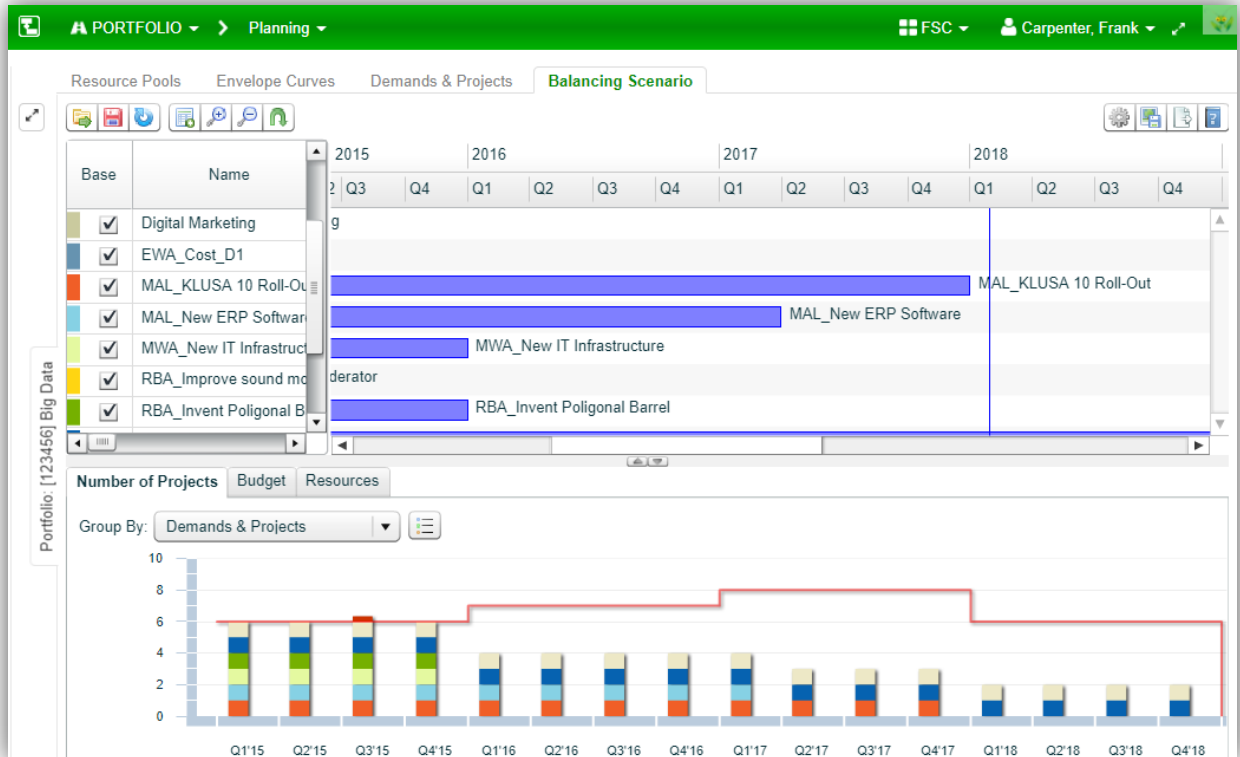 PORTFOLIO Planning FSC Carpenter, Frank
Resource Pools Envelope Curves Demands & Projects Balancing Scenario
Base Name 2015 2016 2017 2018
2 Q3 Q4 Q1 Q2 Q3 Q4 Q1 Q2 Q3 Q4 Q1 Q2 Q3 Q4
Digital Marketing g
EWA_Cost_D1
MAL_KLUSA 10 Roll-Ou MAL_KLUSA 10 Roll-Out
MAL_New ERP Softwar MAL_New ERP Software
MWA_New IT Infrastruct MWA_New IT Infrastructure
RBA_Improve sound mo derator
RBA_Invent Poligonal B RBA_Invent Poligonal Barrel
Portfolio: [123456] Big Data
Number of Projects Budget Resources
Group By: Demands & Projects
10
8
6
4
2
0
Q1'15 Q2'15 Q3'15 Q4'15 Q1'16 Q2'16 Q3'16 Q4'16 Q1'17 Q2'17 Q3'17 Q4'17 Q1'18 Q2'18 Q3'18 Q4'18